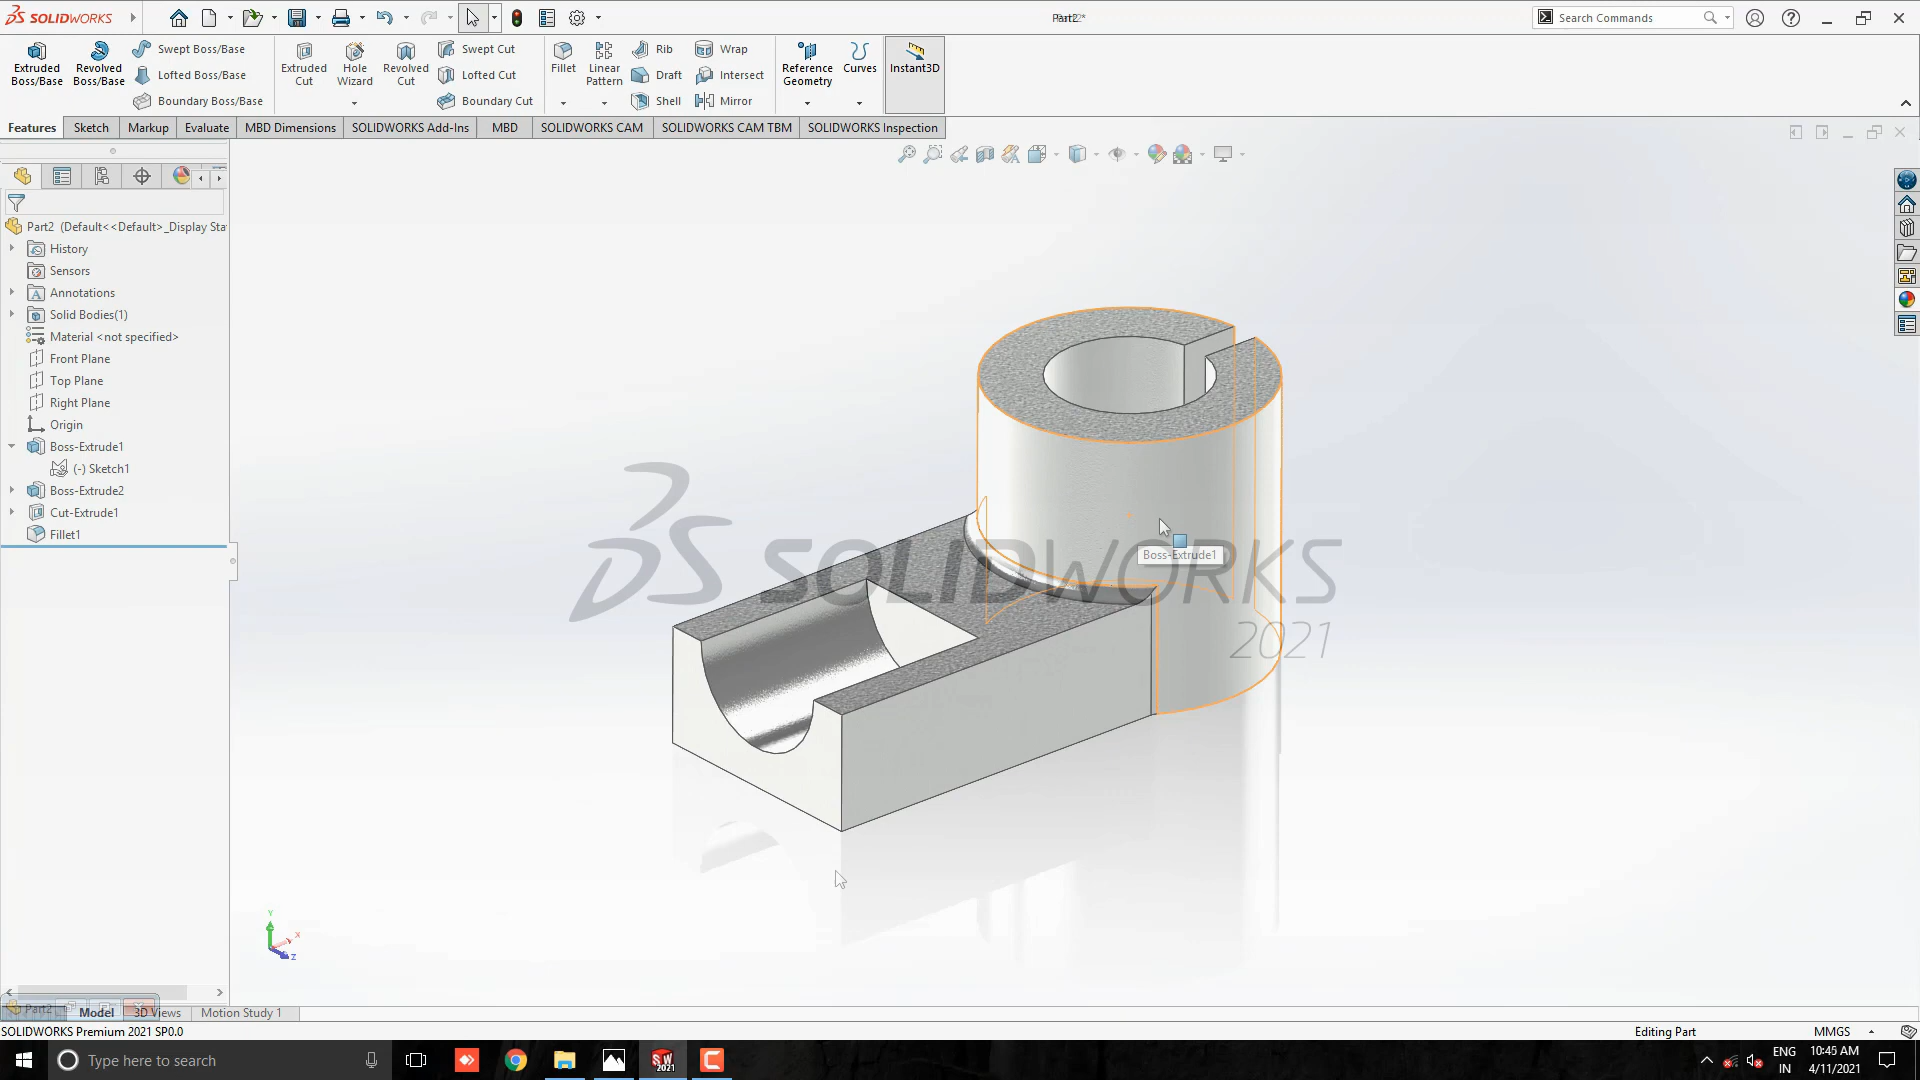 SOLIDWORKS
Part2 *
Search Commands
Extruded Boss/Base
Revolved Boss/Base
Swept Boss/Base
Lofted Boss/Base
Boundary Boss/Base
Extruded Cut
Hole Wizard
Revolved Cut
Swept Cut
Lofted Cut
Boundary Cut
Fillet
Linear Pattern
Rib
Draft
Shell
Wrap
Intersect
Mirror
Reference Geometry
Curves
Instant3D
Features
Sketch
Markup
Evaluate
MBD Dimensions
SOLIDWORKS Add-Ins
MBD
SOLIDWORKS CAM
SOLIDWORKS CAM TBM
SOLIDWORKS Inspection
Part2 (Default<<Default>_Display Sta
History
Sensors
Annotations
Solid Bodies(1)
Material <not specified>
Front Plane
Top Plane
Right Plane
Origin
Boss-Extrude1
(-) Sketch1
Boss-Extrude2
Cut-Extrude1
Fillet1
Boss-Extrude1
SOLIDWORKS
2021
Y
X
Z
Part2
Model
3D Views
Motion Study 1
SOLIDWORKS Premium 2021 SP0.0
Editing Part
MMGS
Type here to search
SW
2021
ENG
IN
10:45 AM
4/11/2021